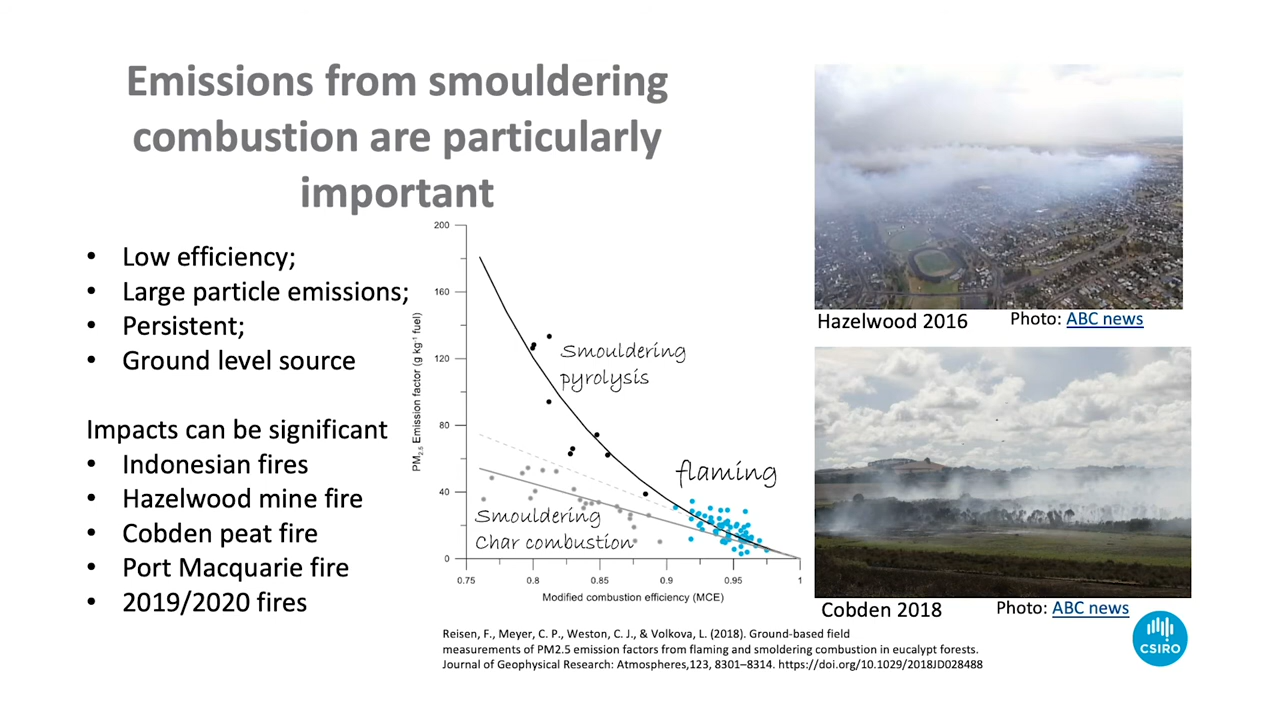 Emissions from smouldering
combustion are particularly
important
• Low efficiency;
• Large particle emissions;
• Persistent;
• Ground level source
Impacts can be significant
• Indonesian fires
• Hazelwood mine fire
• Cobden peat fire
• Port Macquarie fire
• 2019/2020 fires
PM2.5 Emission factor (g kg-1 fuel)
200
160
120
80
40
0
0.75 0.8 0.85 0.9 0.95 1
Modified combustion efficiency (MCE)
Smouldering
pyrolysis
flaming
Smouldering
Char combustion
Reisen, F., Meyer, C. P., Weston, C. J., & Volkova, L. (2018). Ground-based field
measurements of PM2.5 emission factors from flaming and smoldering combustion in eucalypt forests.
Journal of Geophysical Research: Atmospheres,123, 8301–8314. https://doi.org/10.1029/2018JD028488
Hazelwood 2016 Photo: ABC news
Cobden 2018 Photo: ABC news
CSIRO